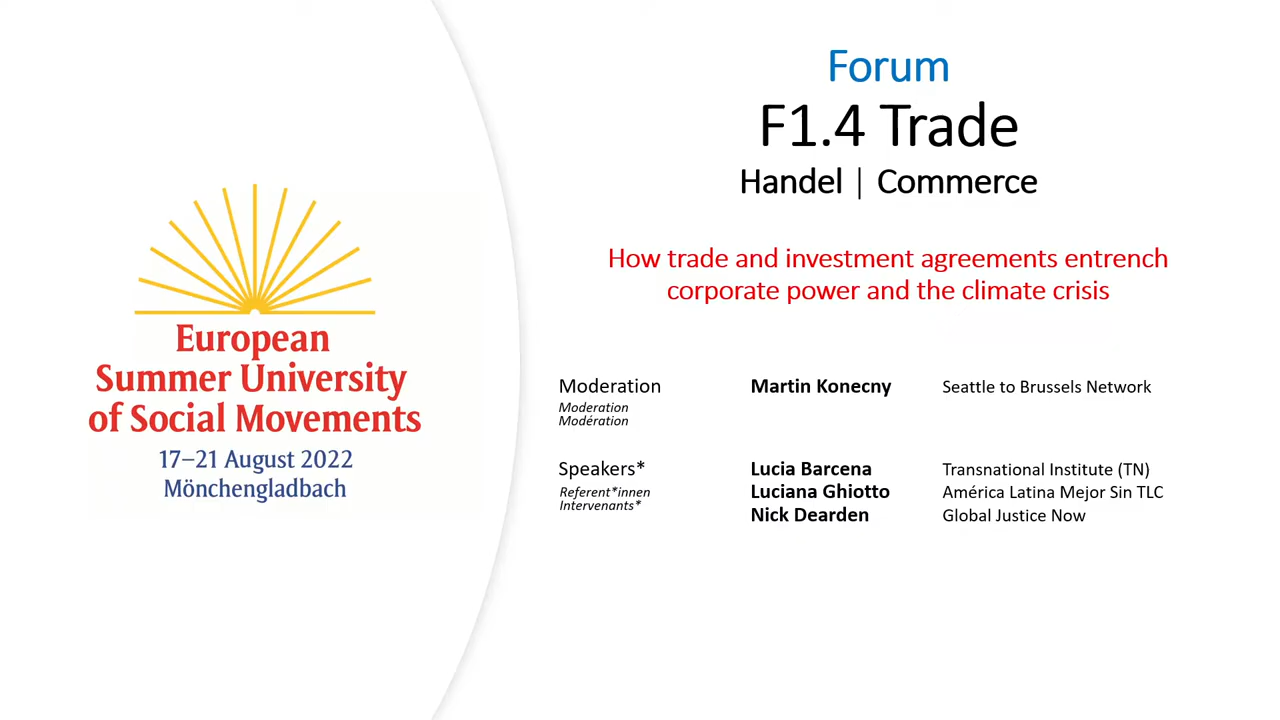 European
Summer University
of Social Movements
17–21 August 2022
Mönchengladbach
Forum
F1.4 Trade
Handel | Commerce
How trade and investment agreements entrench
corporate power and the climate crisis
Moderation Martin Konecny Seattle to Brussels Network
Moderation
Modération
Speakers* Lucia Barcena Transnational Institute (TN)
Referent*innen Luciana Ghiotto América Latina Mejor Sin TLC
Intervenants* Nick Dearden Global Justice Now